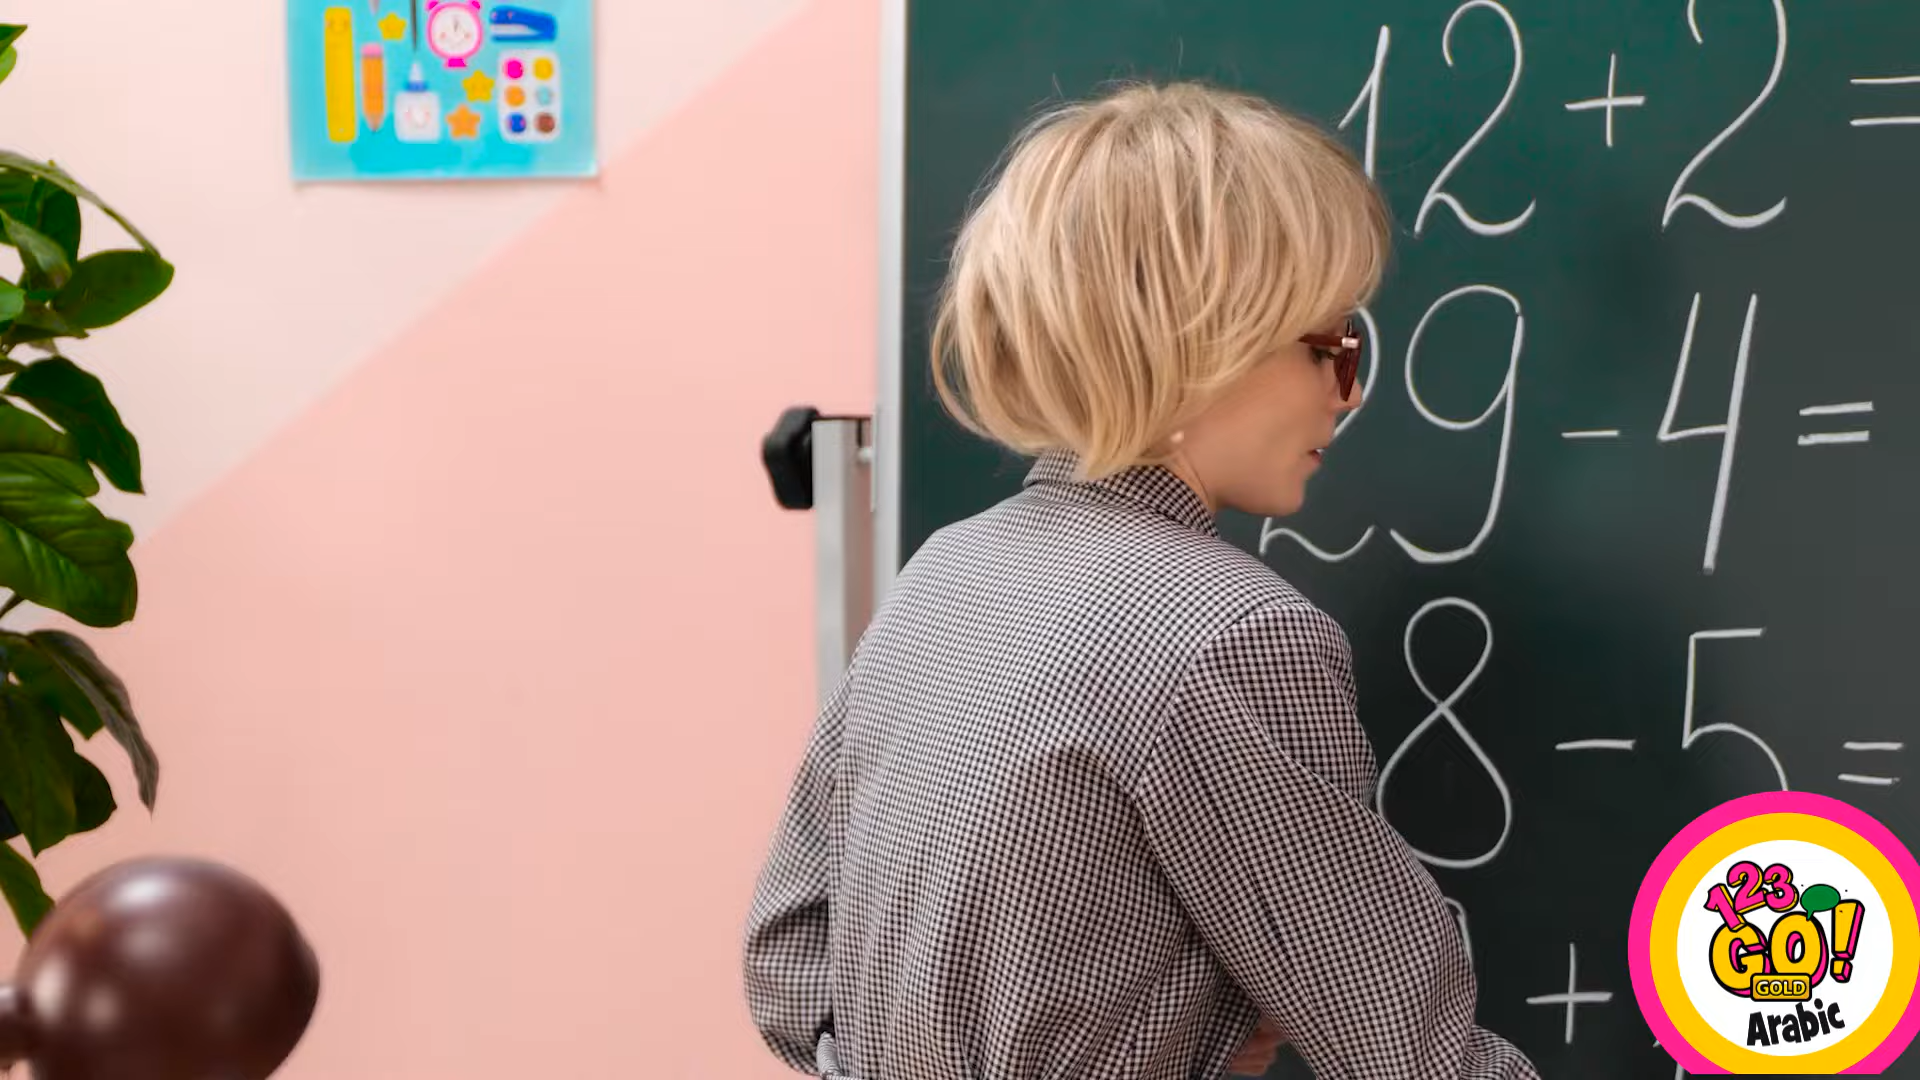 12 + 2 =
29 - 4 =
8 - 5 =
+
123
GO!
GOLD
Arabic